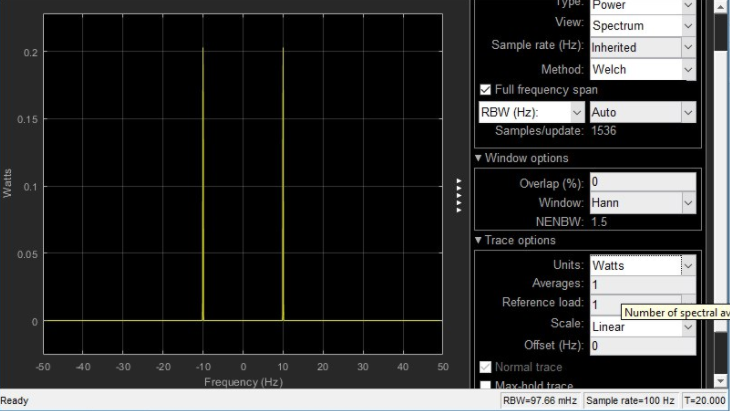 Type: Power
View: Spectrum
Sample rate (Hz): Inherited
Method: Welch
Full frequency span
RBW (Hz): Auto
Samples/update: 1536
Window options
Overlap (%): 0
Window: Hann
NENBW: 1.5
Trace options
Units: Watts
Averages: 1
Reference load: 1
Number of spectral av
Scale: Linear
Offset (Hz): 0
Normal trace
Max-hold trace
Watts
0.2
0.15
0.1
0.05
0
-50 -40 -30 -20 -10 0 10 20 30 40 50
Frequency (Hz)
Ready RBW=97.66 mHz Sample rate=100 Hz T=20.000